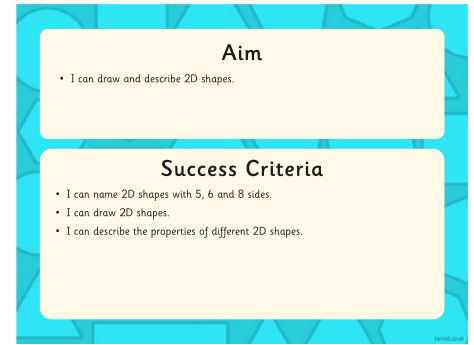 Aim
• I can draw and describe 2D shapes.
Success Criteria
• I can name 2D shapes with 5, 6 and 8 sides.
• I can draw 2D shapes.
• I can describe the properties of different 2D shapes.